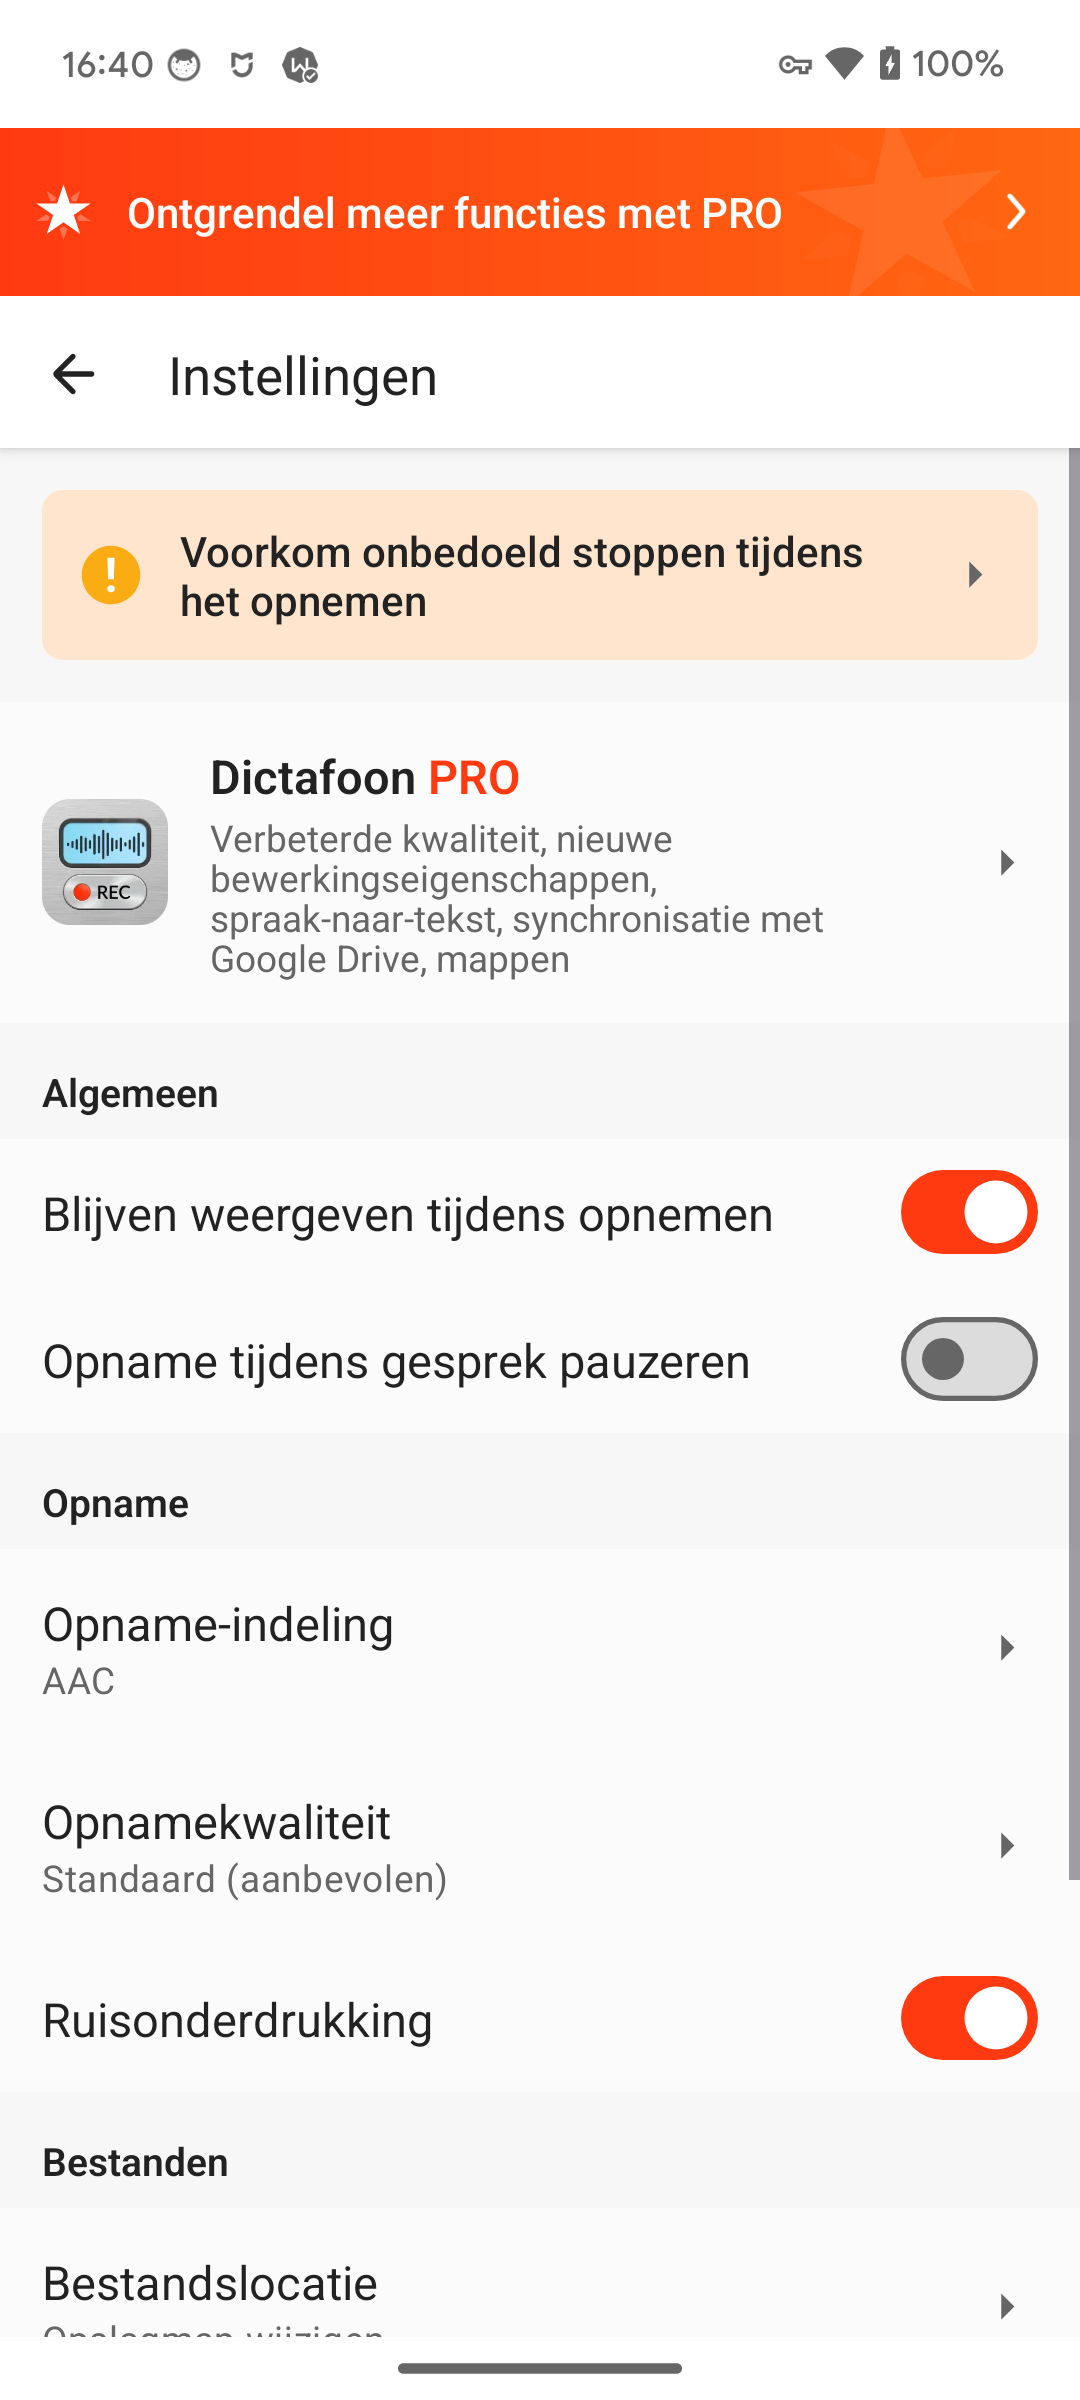 16:40
100%
Ontgrendel meer functies met PRO
Instellingen
Voorkom onbedoeld stoppen tijdens
het opnemen
Dictafoon PRO
Verbeterde kwaliteit, nieuwe
bewerkingseigenschappen,
spraak-naar-tekst, synchronisatie met
Google Drive, mappen
REC
Algemeen
Blijven weergeven tijdens opnemen
Opname tijdens gesprek pauzeren
Opname
Opname-indeling
AAC
Opnamekwaliteit
Standaard (aanbevolen)
Ruisonderdrukking
Bestanden
Bestandslocatie